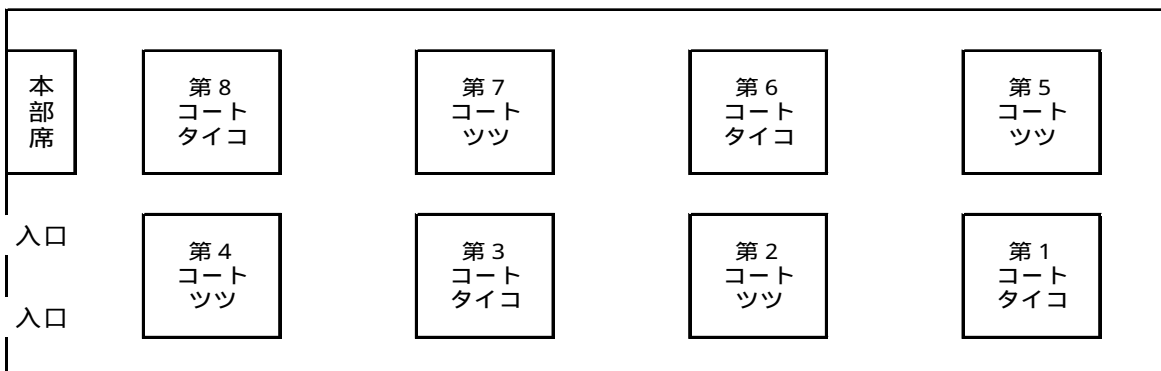 本部席
第８
コート
タイコ
第７
コート
ツツ
第６
コート
タイコ
第５
コート
ツツ
入口
第４
コート
ツツ
第３
コート
タイコ
第２
コート
ツツ
第１
コート
タイコ
入口